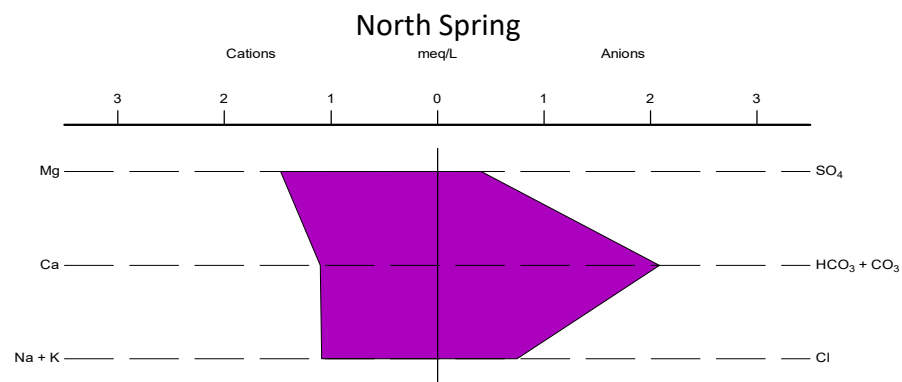 North Spring
Cations meq/L Anions
3 2 1 0 1 2 3
Mg SO₄
Ca HCO₃ + CO₃
Na + K Cl